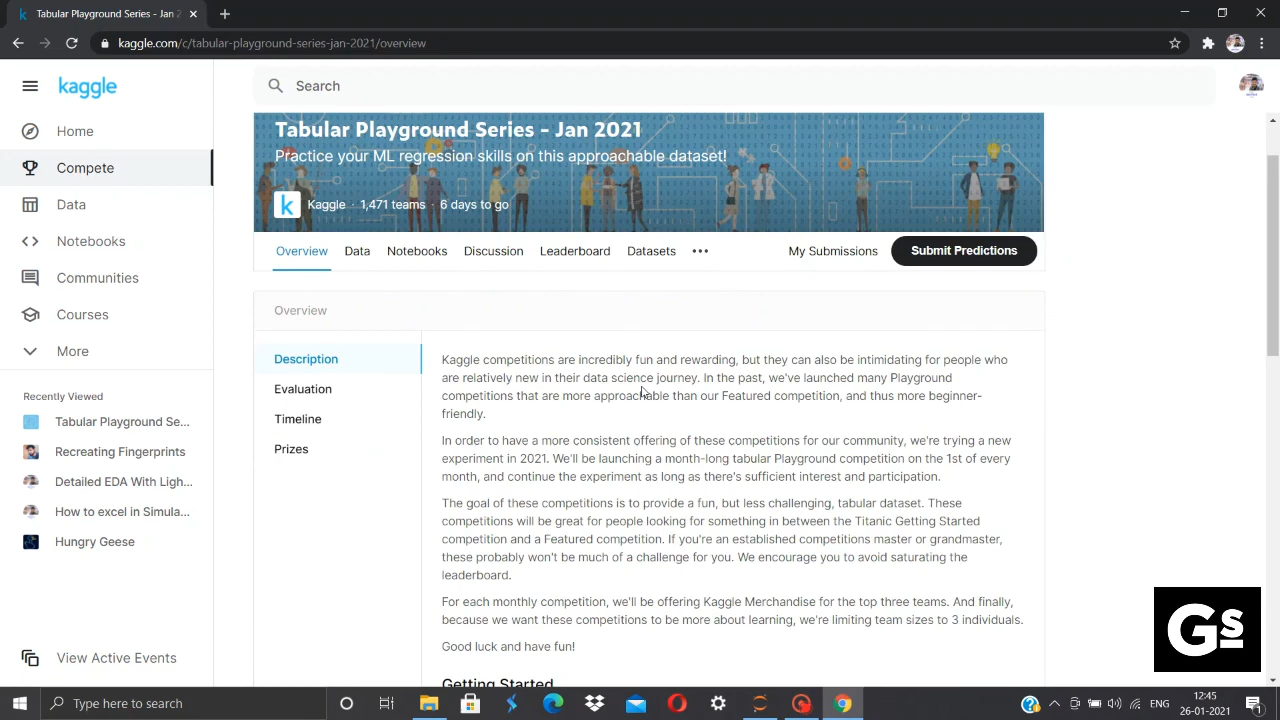 Tabular Playground Series - Jan 2
kaggle.com/c/tabular-playground-series-jan-2021/overview
kaggle
Search
Home
Compete
Data
Notebooks
Communities
Courses
More
Recently Viewed
Tabular Playground Se...
Recreating Fingerprints
Detailed EDA With Ligh...
How to excel in Simula...
Hungry Geese
View Active Events
Tabular Playground Series - Jan 2021
Practice your ML regression skills on this approachable dataset!
k
Kaggle · 1,471 teams · 6 days to go
Overview Data Notebooks Discussion Leaderboard Datasets ••• My Submissions Submit Predictions
Overview
Description
Evaluation
Timeline
Prizes
Kaggle competitions are incredibly fun and rewarding, but they can also be intimidating for people who
are relatively new in their data science journey. In the past, we've launched many Playground
competitions that are more approachable than our Featured competition, and thus more beginner-
friendly.
In order to have a more consistent offering of these competitions for our community, we're trying a new
experiment in 2021. We'll be launching a month-long tabular Playground competition on the 1st of every
month, and continue the experiment as long as there's sufficient interest and participation.
The goal of these competitions is to provide a fun, but less challenging, tabular dataset. These
competitions will be great for people looking for something in between the Titanic Getting Started
competition and a Featured competition. If you're an established competitions master or grandmaster,
these probably won't be much of a challenge for you. We encourage you to avoid saturating the
leaderboard.
For each monthly competition, we'll be offering Kaggle Merchandise for the top three teams. And finally,
because we want these competitions to be more about learning, we're limiting team sizes to 3 individuals.
Good luck and have fun!
Getting Started
Gs
Type here to search
ENG
12:45
26-01-2021